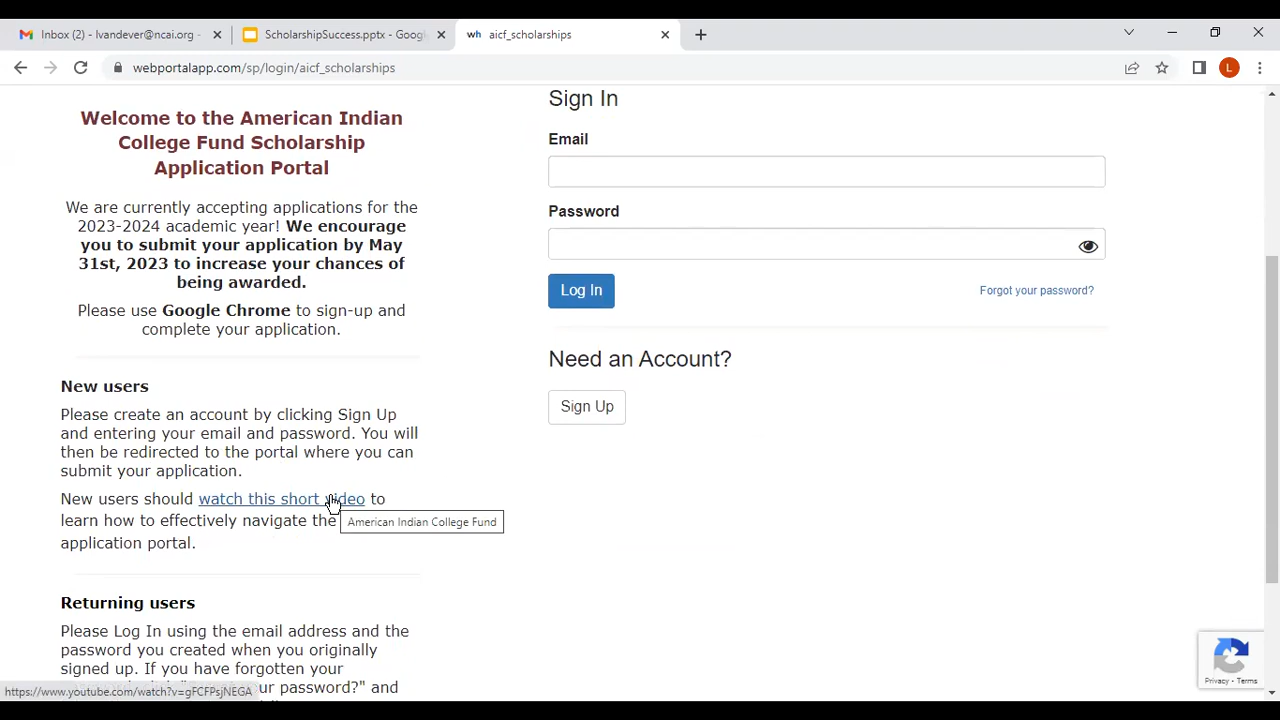 Inbox (2) - lvandever@ncai.org -
ScholarshipSuccess.pptx - Goog
wh aicf_scholarships
webportalapp.com/sp/login/aicf_scholarships
L
Welcome to the American Indian
College Fund Scholarship
Application Portal
We are currently accepting applications for the
2023-2024 academic year! We encourage
you to submit your application by May
31st, 2023 to increase your chances of
being awarded.
Please use Google Chrome to sign-up and
complete your application.
New users
Please create an account by clicking Sign Up
and entering your email and password. You will
then be redirected to the portal where you can
submit your application.
New users should watch this short video to
learn how to effectively navigate the
application portal.
American Indian College Fund
Returning users
Please Log In using the email address and the
password you created when you originally
signed up. If you have forgotten your
your password?" and
https://www.youtube.com/watch?v=gFCFPsjNEGA
Sign In
Email
Password
Log In
Forgot your password?
Need an Account?
Sign Up
Privacy - Terms